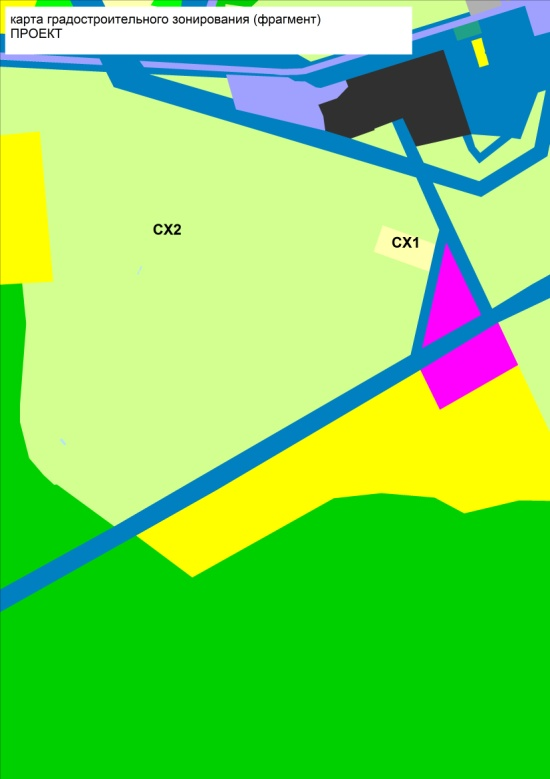 карта градостроительного зонирования (фрагмент)
ПРОЕКТ
СХ2
СХ1